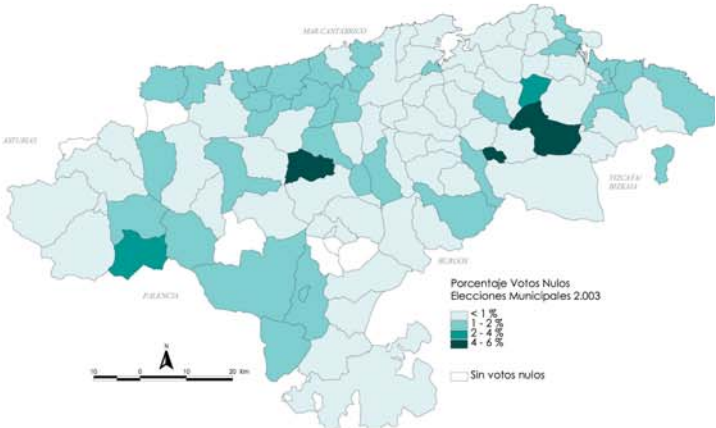 MAR CANTÁBRICO
ASTURIAS
VIZCAYA/
BIZKAIA
BURGOS
PALENCIA
Porcentaje Votos Nulos
Elecciones Municipales 2.003
< 1 %
1 - 2 %
2 - 4%
4 - 6 %
Sin votos nulos
N
10 0 10 20 Km